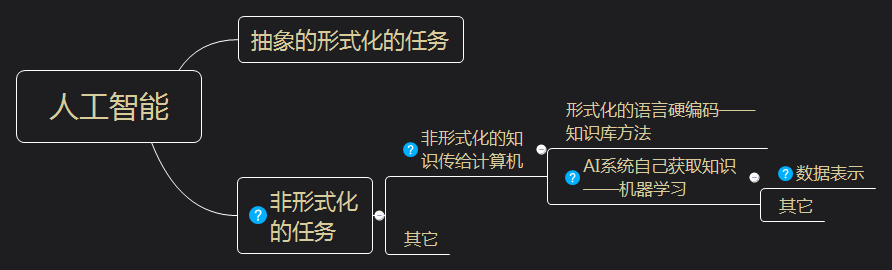 抽象的形式化的任务
人工智能
形式化的语言硬编码——
知识库方法
? 非形式化的知
识传给计算机
? AI系统自己获取知识
——机器学习
? 数据表示
其它
? 非形式化
的任务
其它